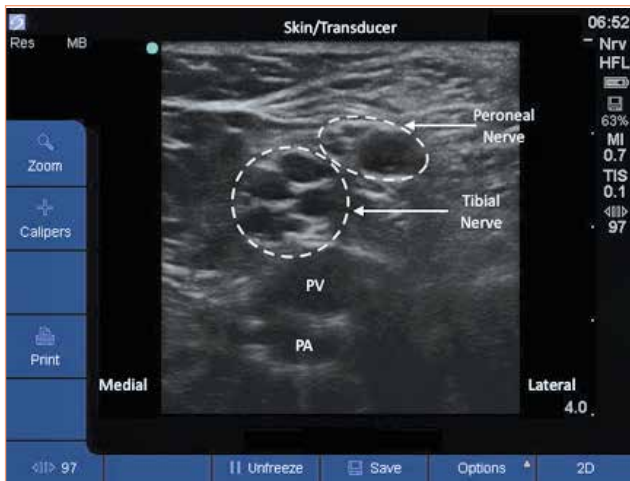 Skin/Transducer
06:52
Res MB
Nrv
HFL
63%
MI
0.7
TIS
0.1
97
Zoom
Calipers
Print
Peroneal
Nerve
Tibial
Nerve
PV
PA
Medial
Lateral
4.0
97
Unfreeze
Save
Options
2D